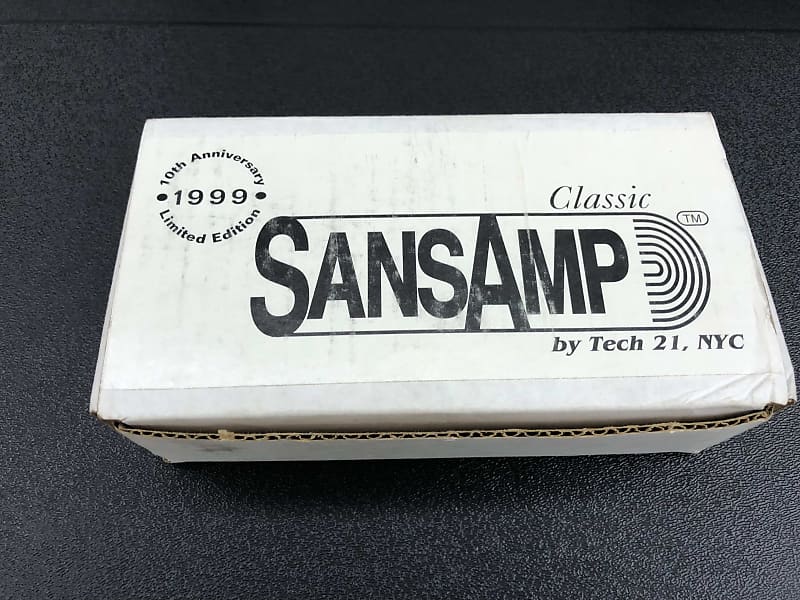 10th Anniversary
• 1999 •
Limited Edition
Classic
SANSAMP
TM
by Tech 21, NYC